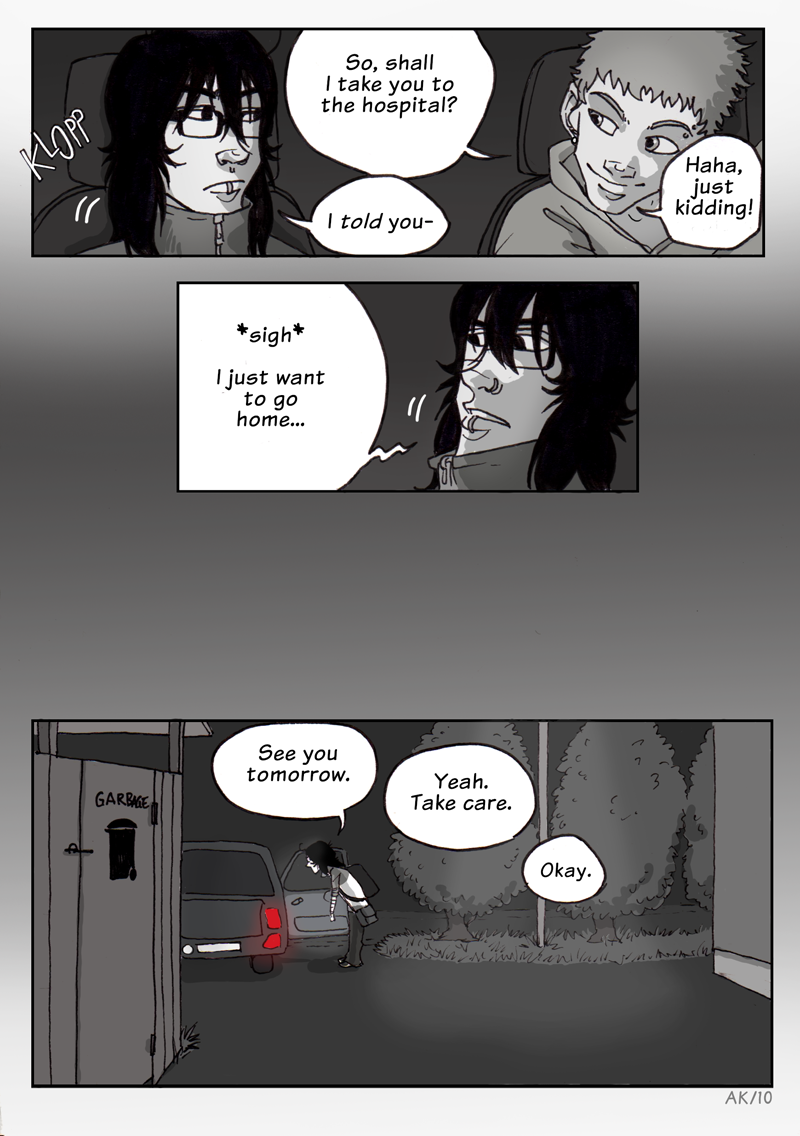 KLOPP
So, shall
I take you to
the hospital?
I told you-
Haha,
just
kidding!
*sigh*
I just want
to go
home...
See you
tomorrow.
Yeah.
Take care.
Okay.
GARBAGE
AK/10